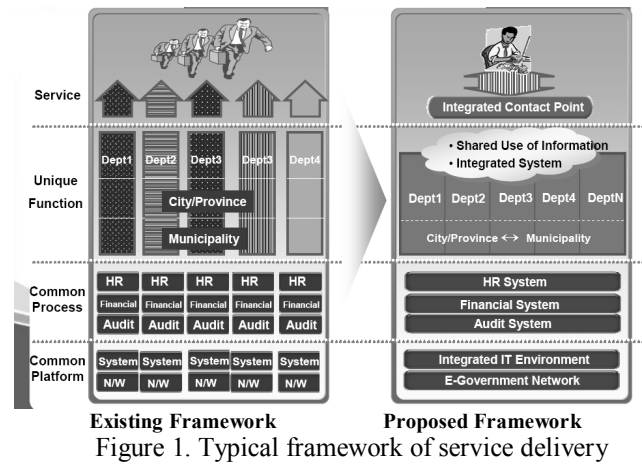 Service
Integrated Contact Point
• Shared Use of Information
• Integrated System
Unique
Function
Dept1 Dept2 Dept3 Dept3 Dept4
City/Province
Municipality
Dept1 Dept2 Dept3 Dept4 DeptN
City/Province ↔ Municipality
Common
Process
HR HR HR HR HR
Financial Financial Financial Financial Financial
Audit Audit Audit Audit Audit
HR System
Financial System
Audit System
Common
Platform
System System System System System
N/W N/W N/W N/W N/W
Integrated IT Environment
E-Government Network
Existing Framework Proposed Framework
Figure 1. Typical framework of service delivery